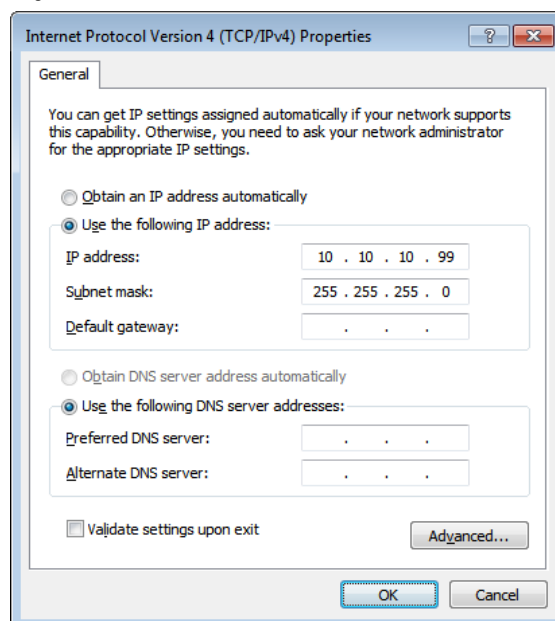 Internet Protocol Version 4 (TCP/IPv4) Properties
General
You can get IP settings assigned automatically if your network supports
this capability. Otherwise, you need to ask your network administrator
for the appropriate IP settings.
Obtain an IP address automatically
Use the following IP address:
IP address: 10 . 10 . 10 . 99
Subnet mask: 255 . 255 . 255 . 0
Default gateway: . . .
Obtain DNS server address automatically
Use the following DNS server addresses:
Preferred DNS server: . . .
Alternate DNS server: . . .
Validate settings upon exit
Advanced...
OK Cancel